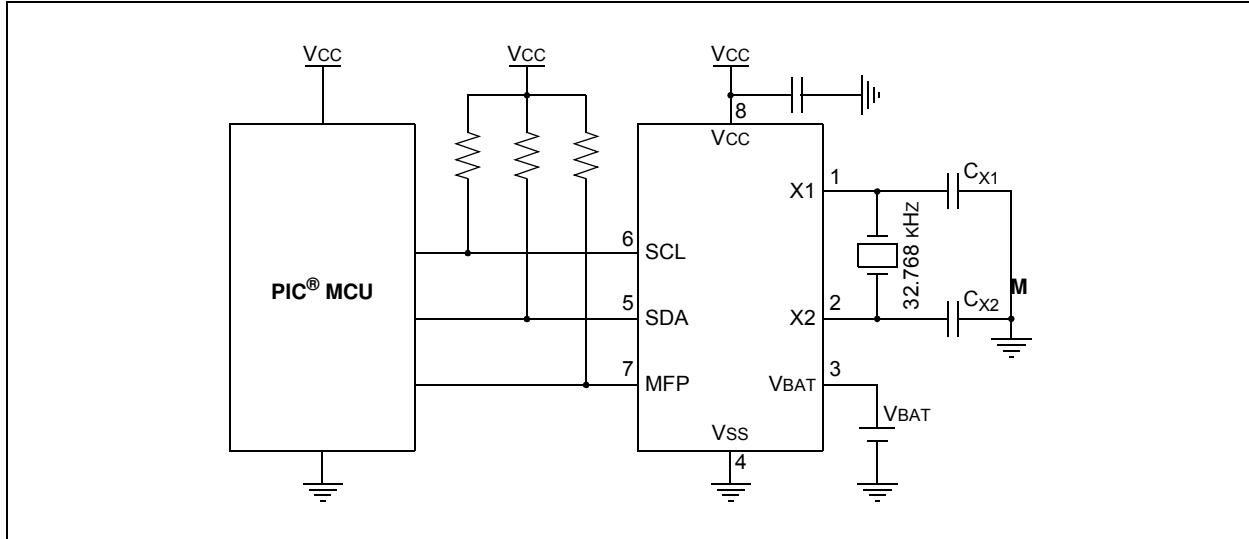 VCC
VCC
VCC
8
VCC
1
X1
CX1
6
SCL
32.768 KHZ
PIC® MCU
M
5
SDA
2
X2
CX2
7
MFP
3
VBAT
VBAT
VSS
4